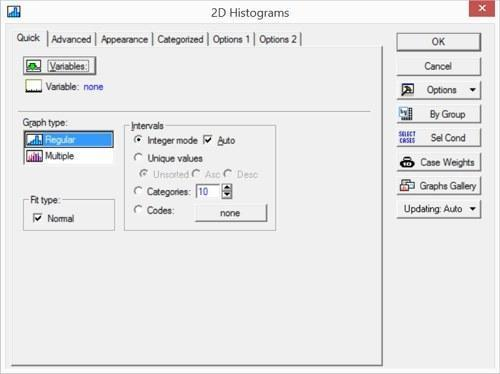 2D Histograms
Quick Advanced Appearance Categorized Options 1 Options 2
Variables:
Variable: none
Graph type:
Regular
Multiple
Fit type:
Normal
Intervals
Integer mode Auto
Unique values
Unsorted Asc Desc
Categories: 10
Codes: none
OK
Cancel
Options
By Group
SELECT CASES Sel Cond
Case Weights
Graphs Gallery
Updating: Auto